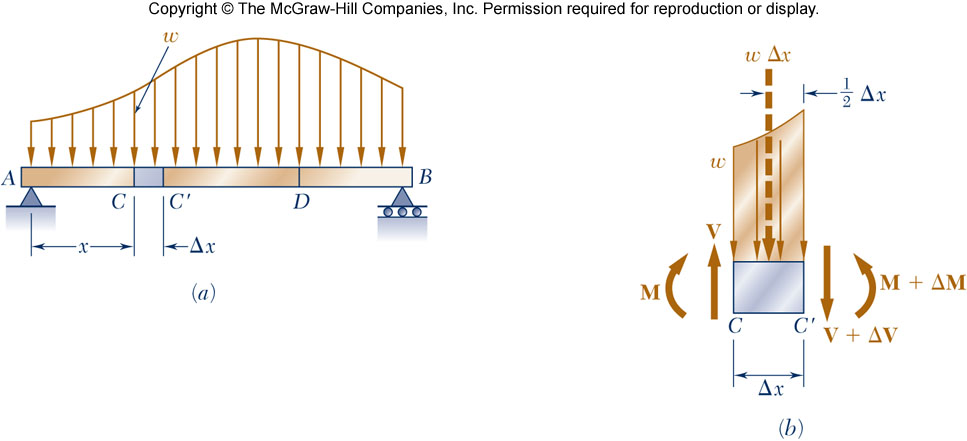 Copyright © The McGraw-Hill Companies, Inc. Permission required for reproduction or display.
w
A
B
C
C'
D
x
Δx
(a)
w Δx
1/2 Δx
w
V
M
M + ΔM
C
C'
V + ΔV
Δx
(b)